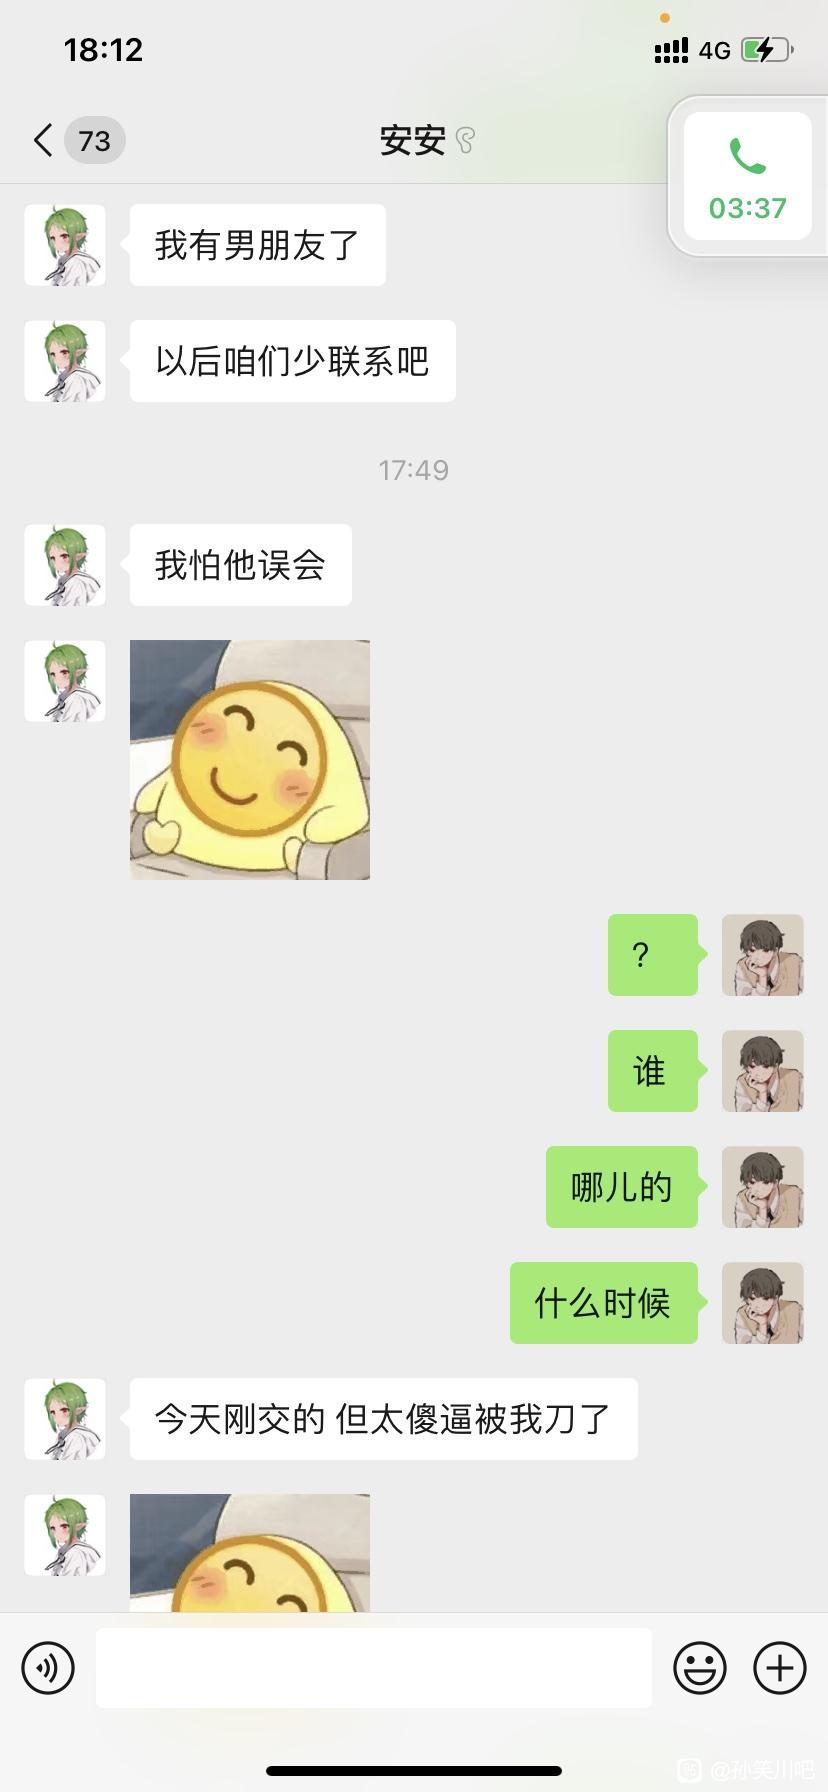 18:12
4G
73
安安
03:37
我有男朋友了
以后咱们少联系吧
17:49
我怕他误会
?
谁
哪儿的
什么时候
今天刚交的 但太傻逼被我刀了
@孙笑川吧